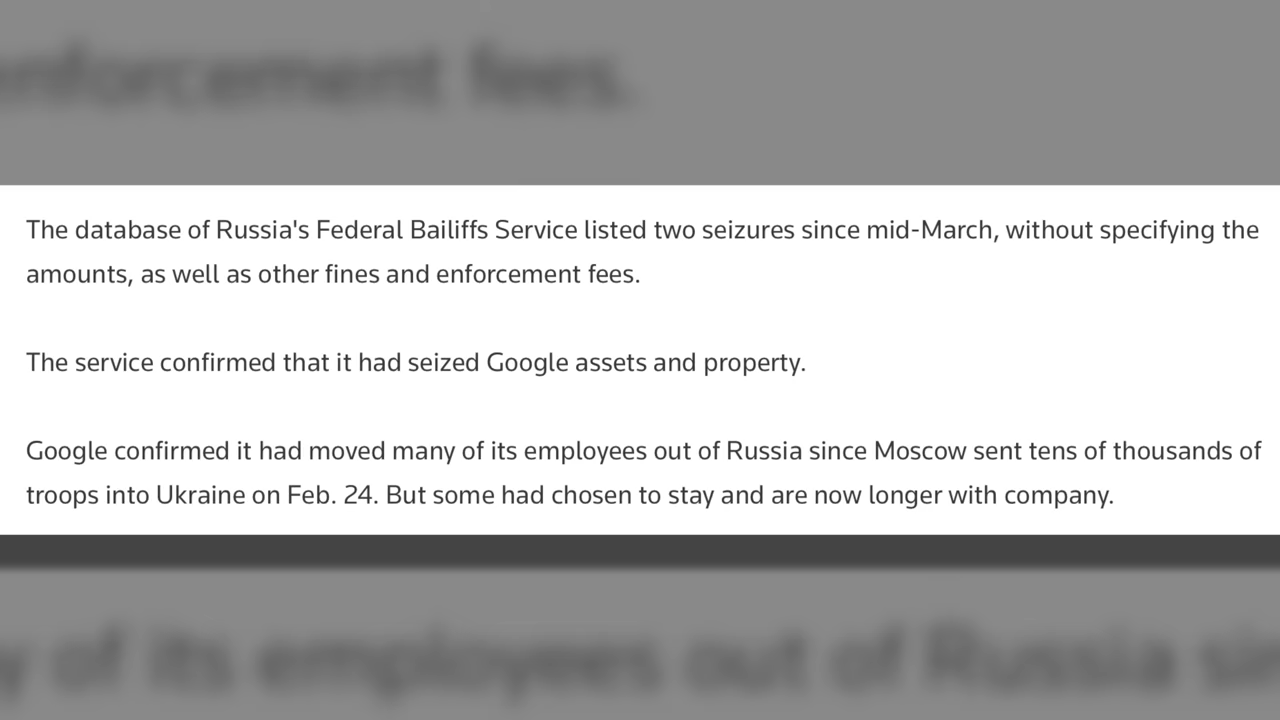 enforcement fees.
The database of Russia's Federal Bailiffs Service listed two seizures since mid-March, without specifying the
amounts, as well as other fines and enforcement fees.
The service confirmed that it had seized Google assets and property.
Google confirmed it had moved many of its employees out of Russia since Moscow sent tens of thousands of
troops into Ukraine on Feb. 24. But some had chosen to stay and are now longer with company.
of its employees out of Russia